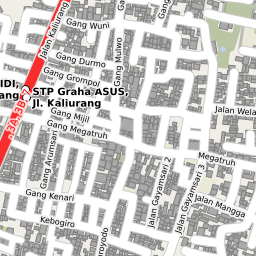 Gang Wuni
Jalan Kaliurang
Gang Mulwo
Gang Durmo
Gang Grompol
IDI,
STP Graha ASUS,
Jl. Kaliurang
Gang Mijil
Gang Megatruh
Jalan Wela
Gang Arumsari
Megatruh
Jalan Gayamsari 2
Jalan Gayamsari 3
Jalan Mangga
Gang Kenari
Kebogiro